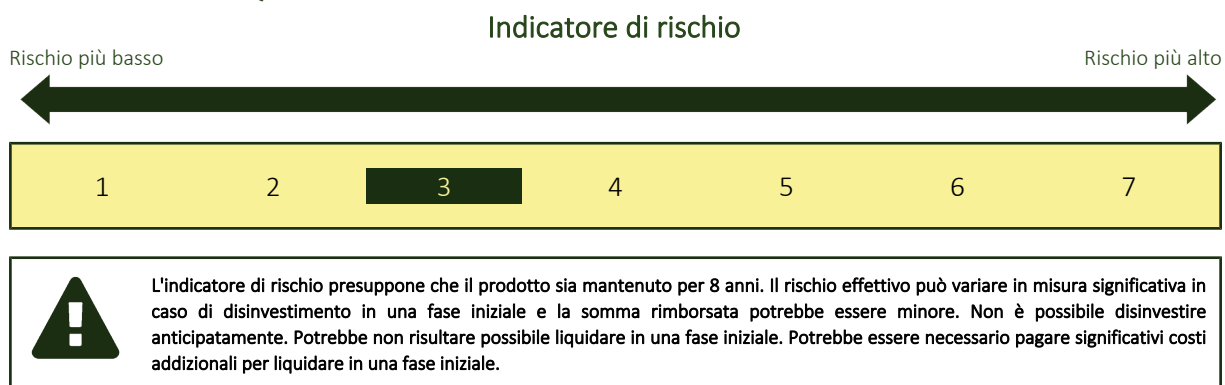 Indicatore di rischio
Rischio più basso
Rischio più alto
1 2 3 4 5 6 7
L'indicatore di rischio presuppone che il prodotto sia mantenuto per 8 anni. Il rischio effettivo può variare in misura significativa in
caso di disinvestimento in una fase iniziale e la somma rimborsata potrebbe essere minore. Non è possibile disinvestire
anticipatamente. Potrebbe non risultare possibile liquidare in una fase iniziale. Potrebbe essere necessario pagare significativi costi
addizionali per liquidare in una fase iniziale.